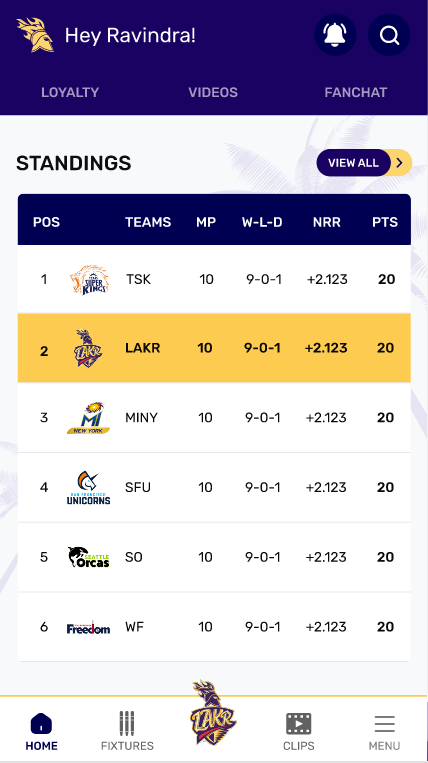 Hey Ravindra!
LOYALTY VIDEOS FANCHAT
STANDINGS VIEW ALL
POS TEAMS MP W-L-D NRR PTS
1 TEXAS SUPER KINGS TSK 10 9-0-1 +2.123 20
2 LAKR LAKR 10 9-0-1 +2.123 20
3 MI NEW YORK MINY 10 9-0-1 +2.123 20
4 SAN FRANCISCO UNICORNS SFU 10 9-0-1 +2.123 20
5 SEATTLE Orcas SO 10 9-0-1 +2.123 20
6 Freedom WF 10 9-0-1 +2.123 20
LAKR
HOME FIXTURES CLIPS MENU